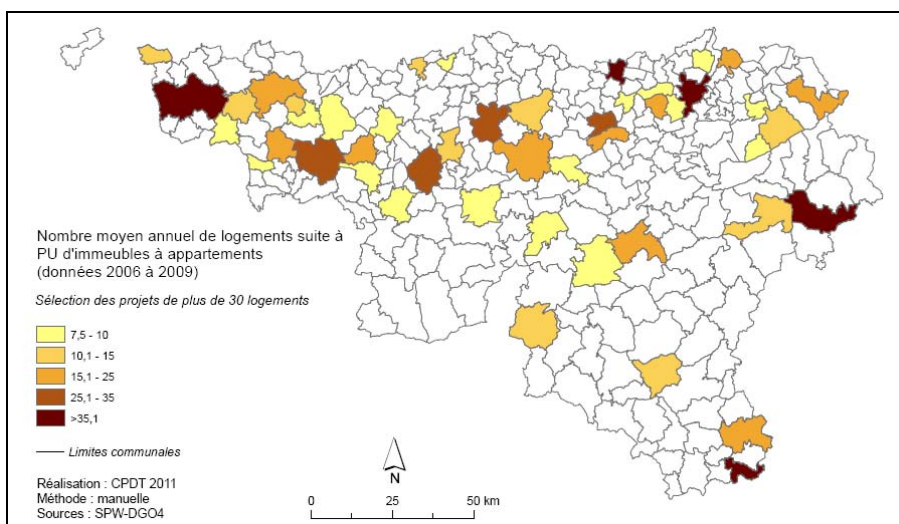 Nombre moyen annuel de logements suite à
PU d'immeubles à appartements
(données 2006 à 2009)
Sélection des projets de plus de 30 logements
7,5 - 10
10,1 - 15
15,1 - 25
25,1 - 35
>35,1
Limites communales
Réalisation : CPDT 2011
Méthode : manuelle
Sources : SPW-DGO4
N
0 25 50 km